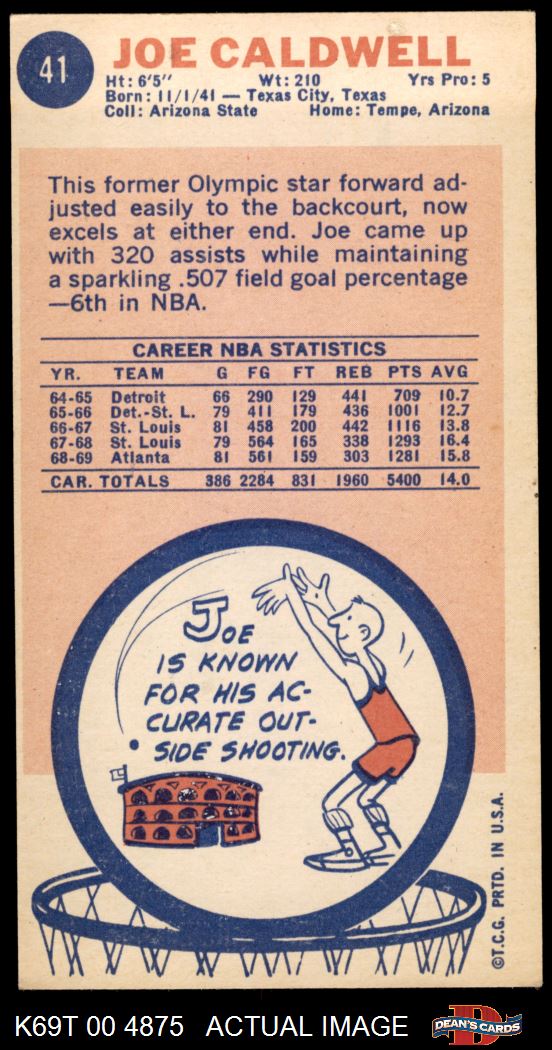 41
JOE CALDWELL
Ht: 6'5" Wt: 210 Yrs Pro: 5
Born: 11/1/41 — Texas City, Texas
Coll: Arizona State Home: Tempe, Arizona
This former Olympic star forward ad-
justed easily to the backcourt, now
excels at either end. Joe came up
with 320 assists while maintaining
a sparkling .507 field goal percentage
—6th in NBA.
CAREER NBA STATISTICS
YR. TEAM G FG FT REB PTS AVG
64-65 Detroit 66 290 129 441 709 10.7
65-66 Det.-St. L. 79 411 179 436 1001 12.7
66-67 St. Louis 81 458 200 442 1116 13.8
67-68 St. Louis 79 564 165 338 1293 16.4
68-69 Atlanta 81 561 159 303 1281 15.8
CAR. TOTALS 386 2284 831 1960 5400 14.0
JOE
IS KNOWN
FOR HIS AC-
CURATE OUT-
SIDE SHOOTING.
©T.C.G. PRTD. IN U.S.A.
K69T 00 4875 ACTUAL IMAGE
D
DEAN'S CARDS